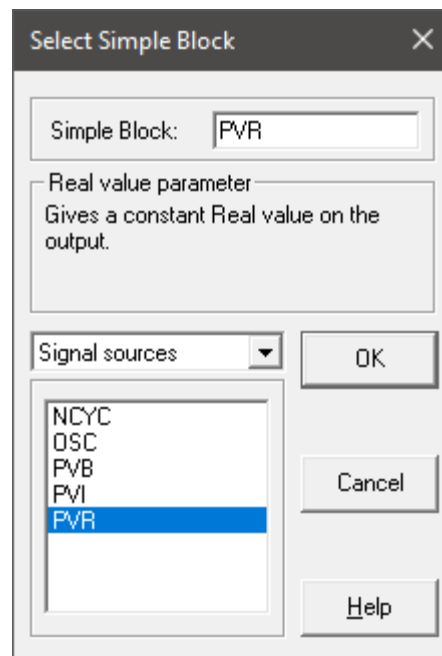 Select Simple Block
Simple Block: PVR
Real value parameter
Gives a constant Real value on the
output.
Signal sources
OK
NCYC
OSC
PVB
PVI
PVR
Cancel
Help